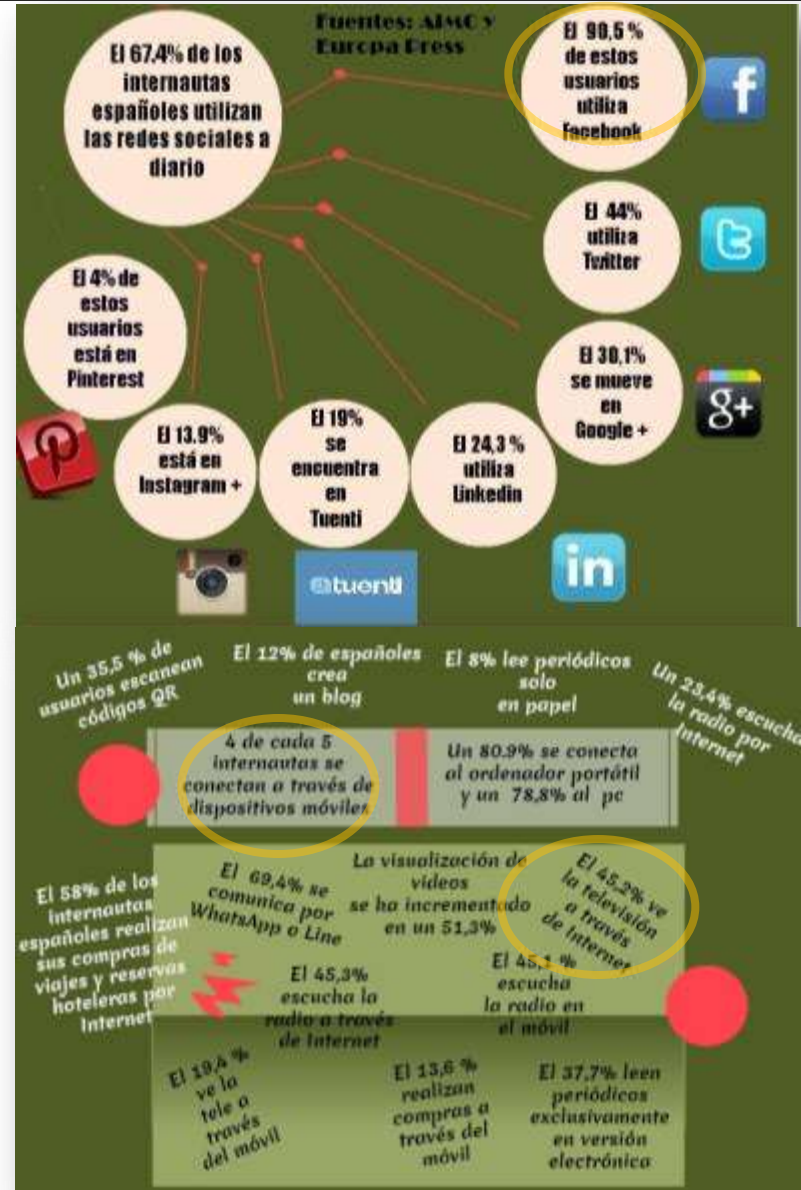 Fuentes: AIMC y
Europa Press
El 67.4% de los
internautas
españoles utilizan
las redes sociales a
diario
El 90,5 %
de estos
usuarios
utiliza
Facebook
f
El 44%
utiliza
Twitter
El 30,1%
se mueve
en
Google +
g+
El 4% de
estos
usuarios
está en
Pinterest
El 13.9%
está en
Instagram +
El 19%
se
encuentra
en
Tuenti
El 24,3 %
utiliza
Linkedin
tuenti
in
Un 35,5 % de
usuarios escanean
códigos QR
El 12% de españoles
crea
un blog
El 8% lee periódicos
solo
en papel
Un 23,4% escucha
la radio por
Internet
4 de cada 5
internautas se
conectan a través de
dispositivos móviles
Un 80.9% se conecta
al ordenador portátil
y un 78,8% al pc
El 58% de los
internautas
españoles realizan
sus compras de
viajes y reservas
hoteleras por
Internet
El 69,4% se
comunica por
WhatsApp o Line
La visualización de
vídeos
se ha incrementado
en un 51,3%
El 45,2% ve
la televisión
a través
de Internet
El 45,3%
escucha la
radio a través
de Internet
El 45,1 %
escucha
la radio en
el móvil
El 19,4 %
ve la
tele a
través
del móvil
El 13,6 %
realizan
compras a
través del
móvil
El 37,7% leen
periódicos
exclusivamente
en versión
electrónica